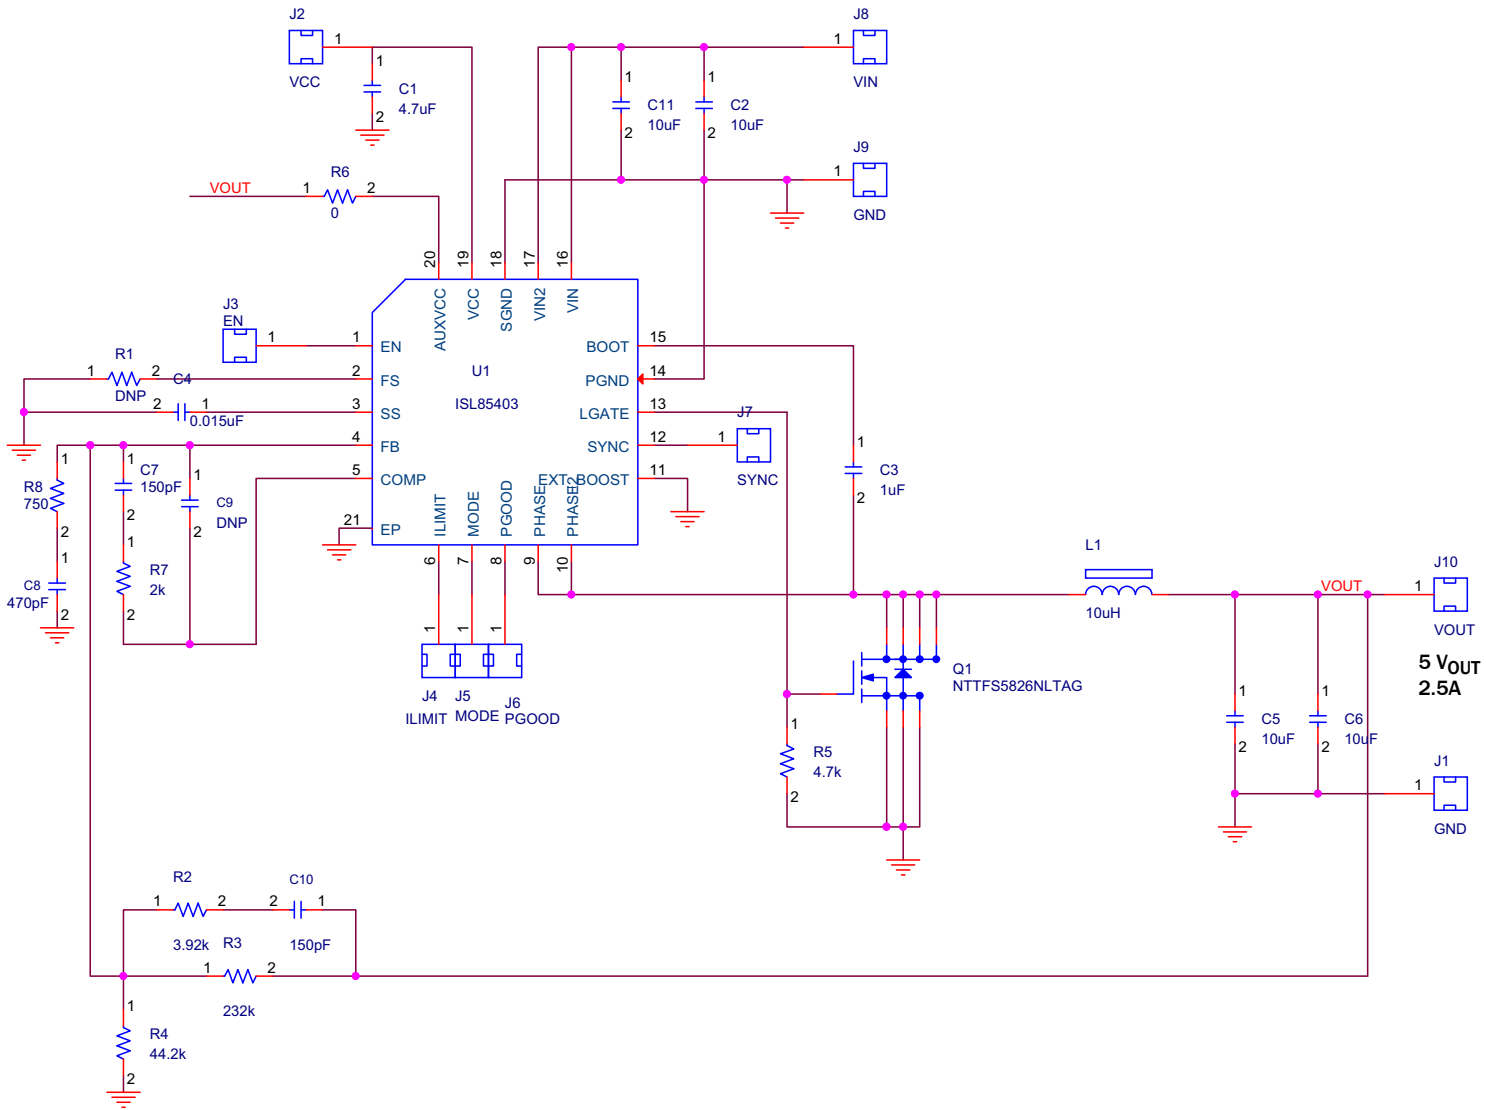 J2
1
VCC
1
C1
4.7uF
2
J8
1
VIN
1
C11
10uF
2
1
C2
10uF
2
J9
1
GND
VOUT
1
R6
2
0
20
19
18
17
16
AUXVCC
VCC
SGND
VIN2
VIN
J3
EN
1
1
EN
R1
1
2
DNP
2
FS
C4
2
1
0.015uF
3
SS
4
FB
5
COMP
21
EP
U1
ISL85403
BOOT
15
PGND
14
LGATE
13
SYNC
12
EXT_BOOST
11
ILIMIT
MODE
PGOOD
PHASE
PHASE2
6
7
8
9
10
J7
1
SYNC
1
C3
1uF
2
1
R8
750
2
1
C7
150pF
2
1
C9
DNP
2
1
C8
470pF
2
1
R7
2k
2
1
1
1
J4
ILIMIT
J5
MODE
J6
PGOOD
L1
10uH
VOUT
J10
1
VOUT
5 VOUT
2.5A
Q1
NTTFS5826NLTAG
1
R5
4.7k
2
1
C5
10uF
2
1
C6
10uF
2
J1
1
GND
R2
1
2
3.92k
C10
2
1
150pF
R3
1
2
232k
1
R4
44.2k
2